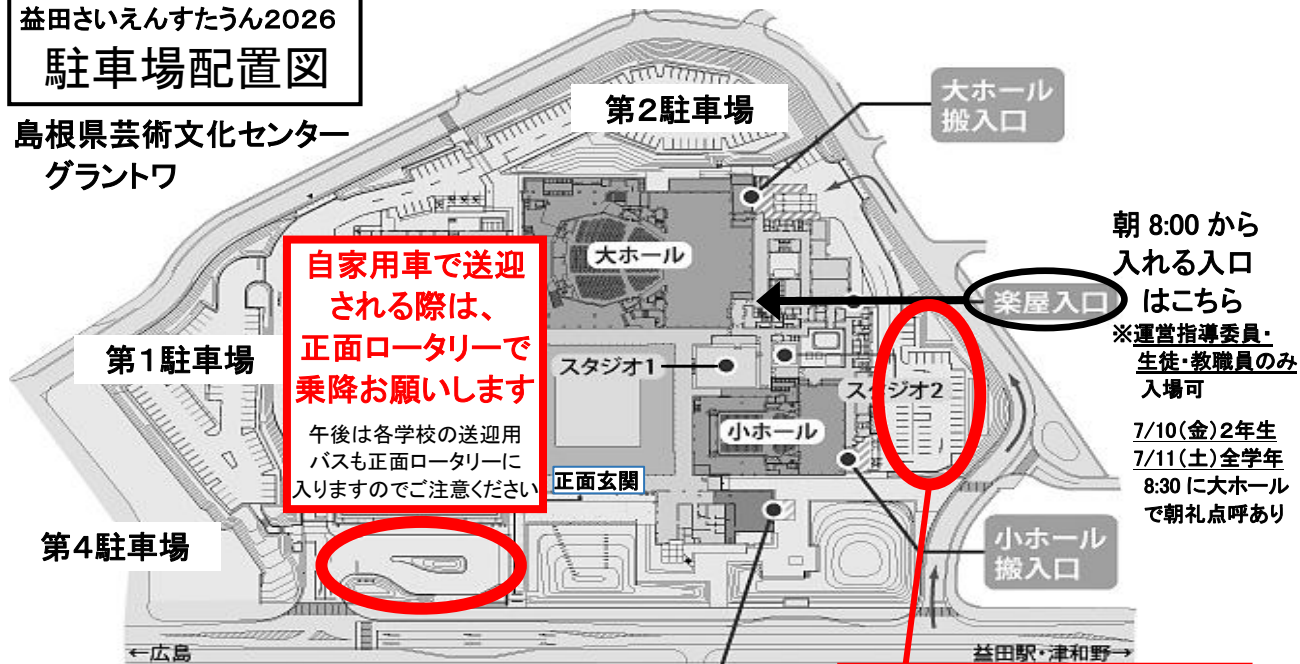 益田さいえんすたうん2026
駐車場配置図
島根県芸術文化センター
グラントワ
第2駐車場
大ホール
搬入口
大ホール
朝 8:00 から
入れる入口
はこちら
楽屋入口
※運営指導委員・
生徒・教職員のみ
入場可
7/10(金)2年生
7/11(土)全学年
8:30 に大ホール
で朝礼点呼あり
自家用車で送迎
される際は、
正面ロータリーで
乗降お願いします
午後は各学校の送迎用
バスも正面ロータリーに
入りますのでご注意ください
第1駐車場
スタジオ1
スタジオ2
小ホール
正面玄関
第4駐車場
小ホール
搬入口
←広島
益田駅・津和野→